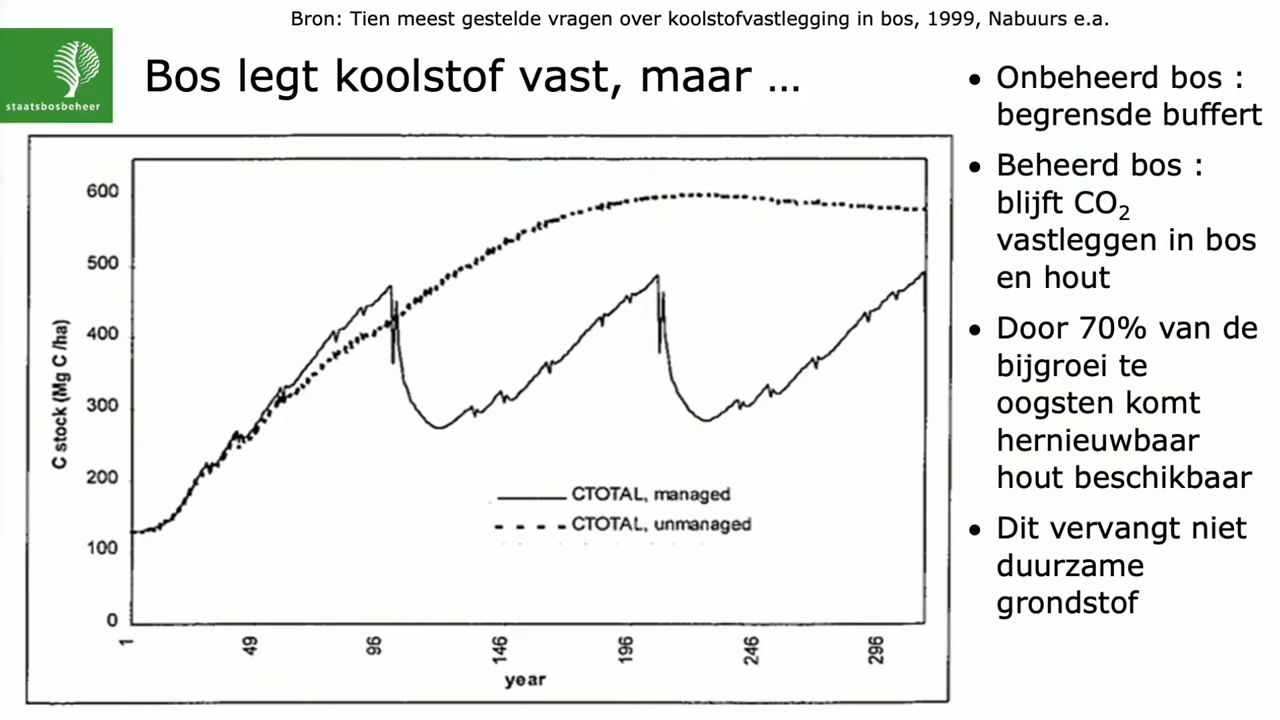 Bron: Tien meest gestelde vragen over koolstofvastlegging in bos, 1999, Nabuurs e.a.
staatsbosbeheer
Bos legt koolstof vast, maar ...
600
500
400
300
200
100
0
C stock (Mg C /ha)
CTOTAL, managed
CTOTAL, unmanaged
1
49
96
146
196
246
296
year
• Onbeheerd bos :
begrensde buffert
• Beheerd bos :
blijft CO₂
vastleggen in bos
en hout
• Door 70% van de
bijgroei te
oogsten komt
hernieuwbaar
hout beschikbaar
• Dit vervangt niet
duurzame
grondstof